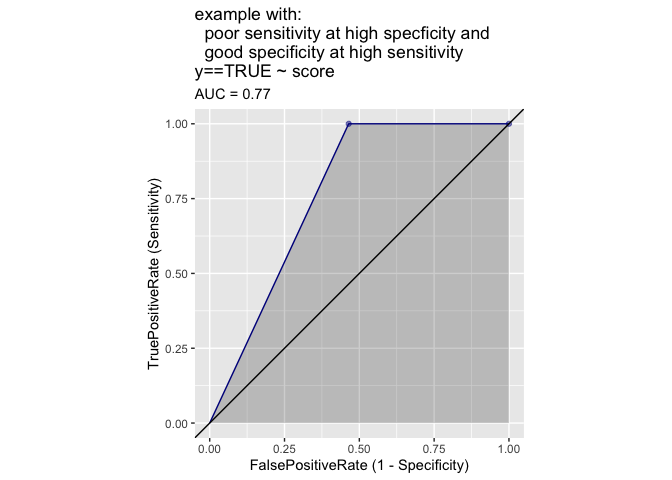 example with:
poor sensitivity at high specficity and
good specificity at high sensitivity
y==TRUE ~ score
AUC = 0.77
1.00
0.75
0.50
0.25
0.00
TruePositiveRate (Sensitivity)
0.00 0.25 0.50 0.75 1.00
FalsePositiveRate (1 - Specificity)